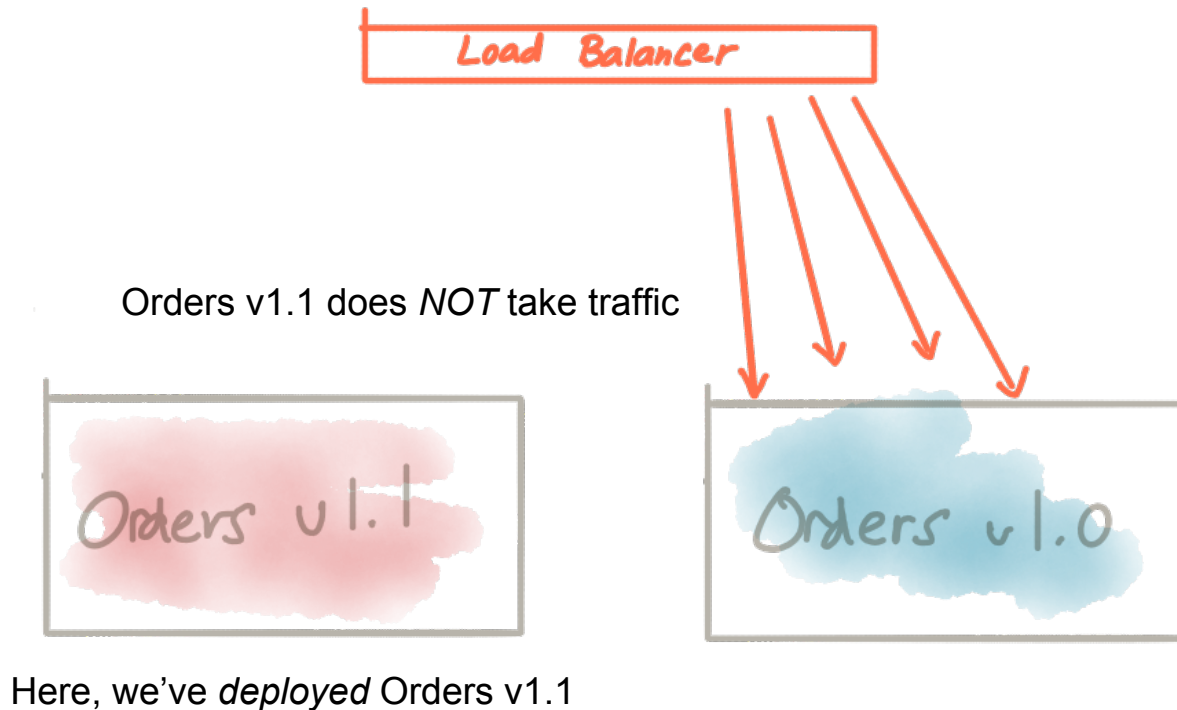 Load Balancer
Orders v1.1 does NOT take traffic
Orders v1.1
Orders v1.0
Here, we’ve deployed Orders v1.1